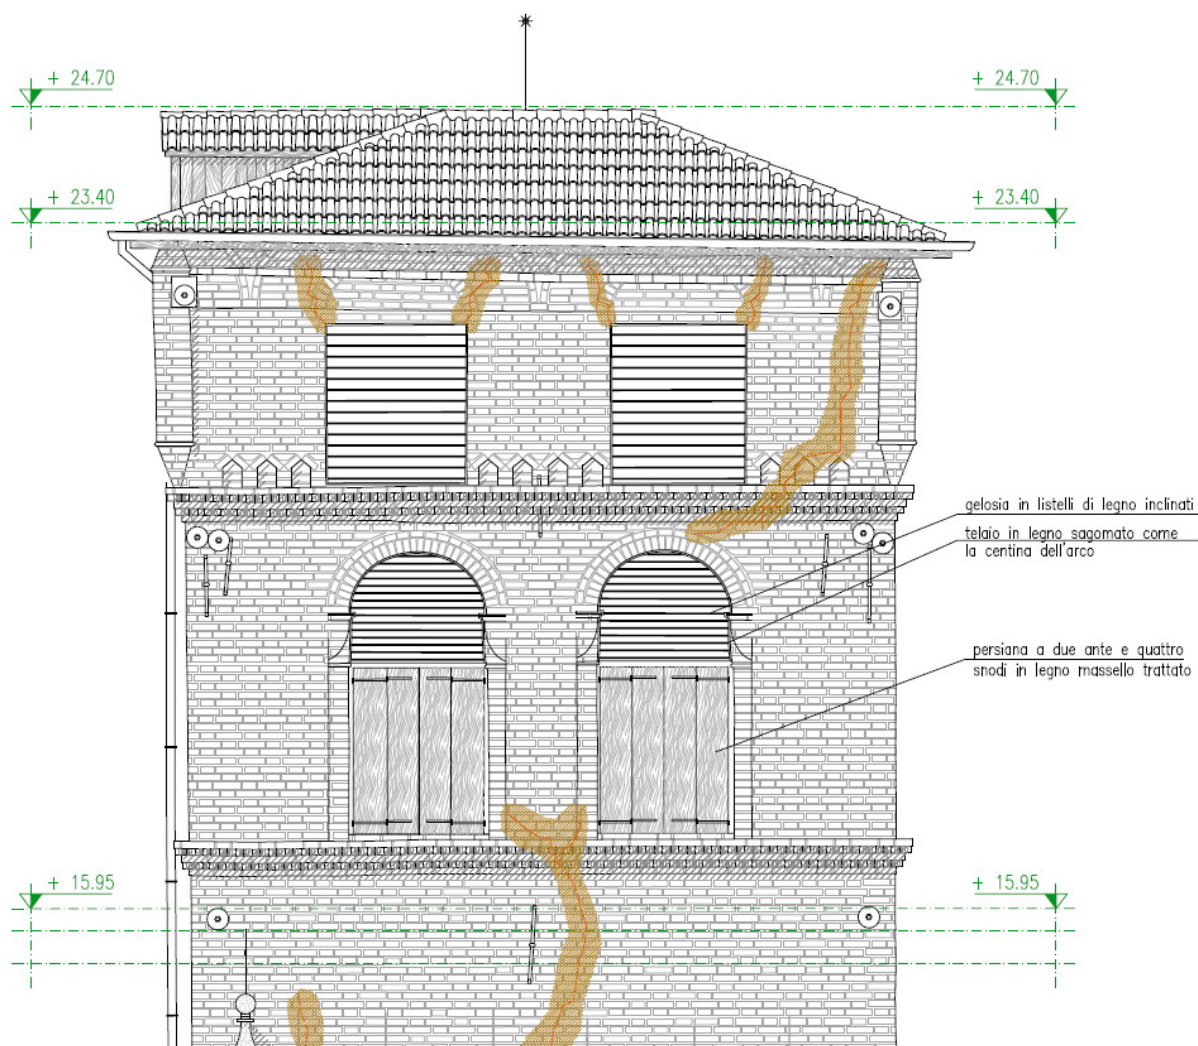 + 24.70
+ 24.70
+ 23.40
+ 23.40
gelosia in listelli di legno inclinati
telaio in legno sagomato come
la centina dell'arco
persiana a due ante e quattro
snodi in legno massello trattato
+ 15.95
+ 15.95